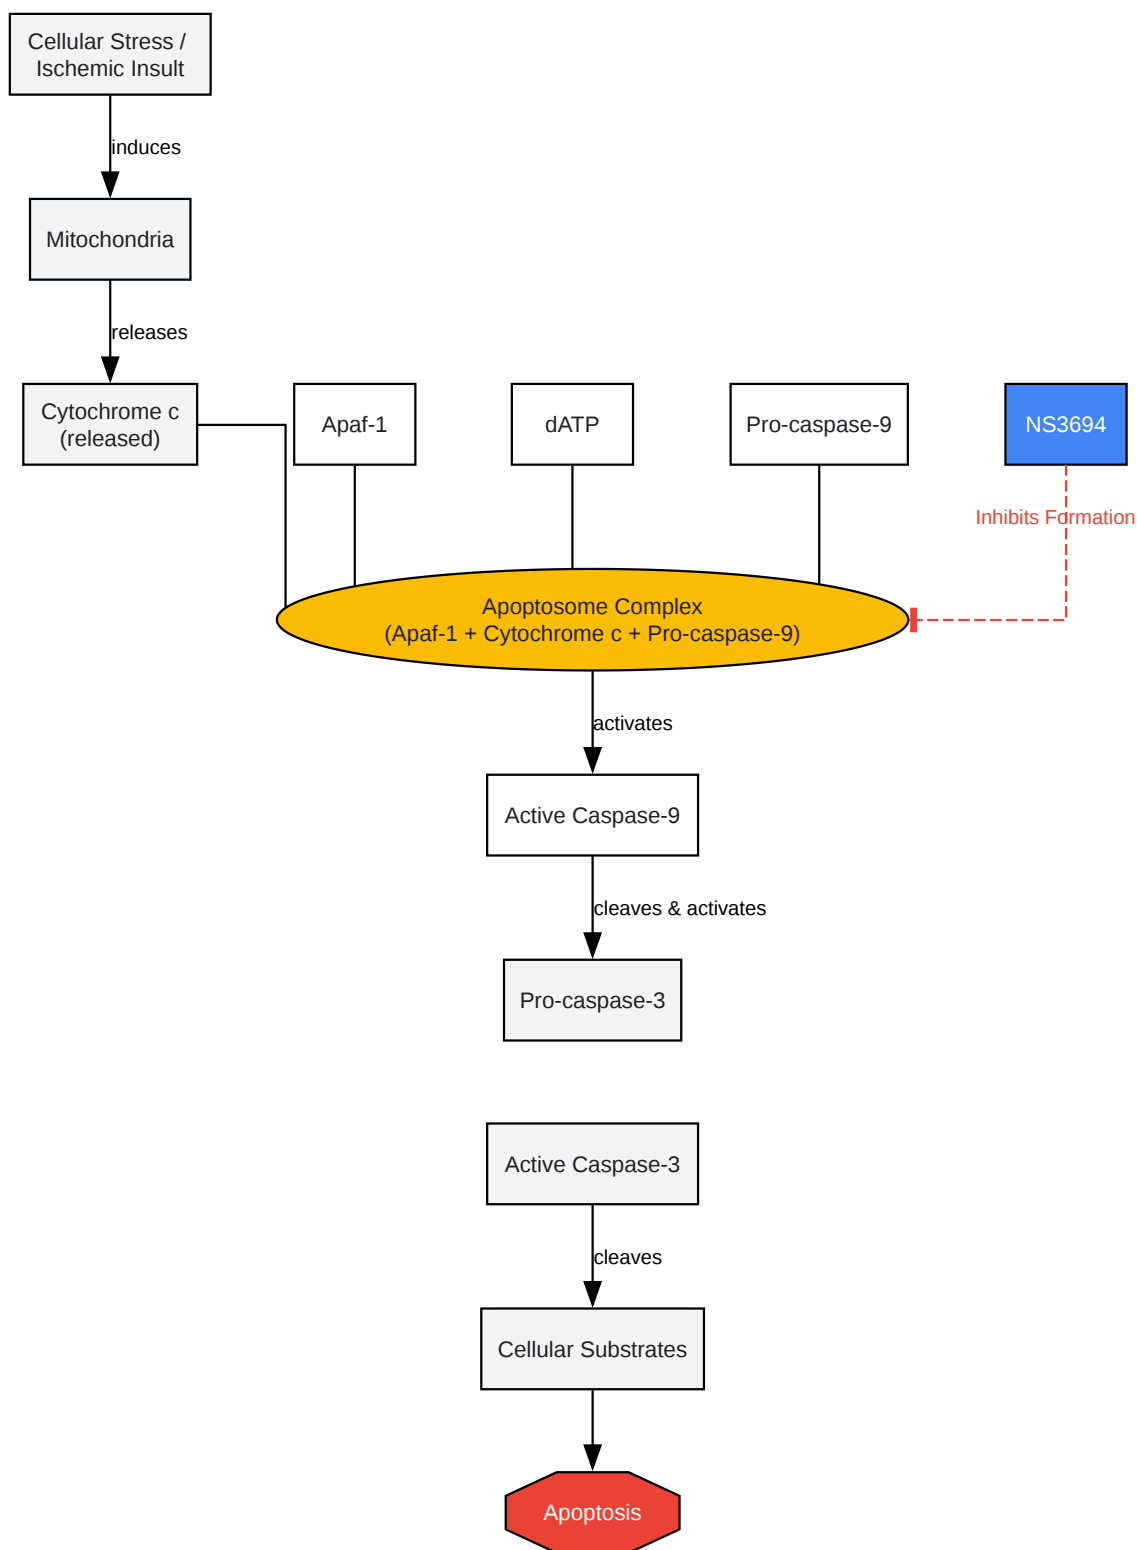 Cellular Stress /
Ischemic Insult
induces
Mitochondria
releases
Cytochrome c
(released)
Apaf-1
dATP
Pro-caspase-9
NS3694
Inhibits Formation
Apoptosome Complex
(Apaf-1 + Cytochrome c + Pro-caspase-9)
activates
Active Caspase-9
cleaves & activates
Pro-caspase-3
Active Caspase-3
cleaves
Cellular Substrates
Apoptosis